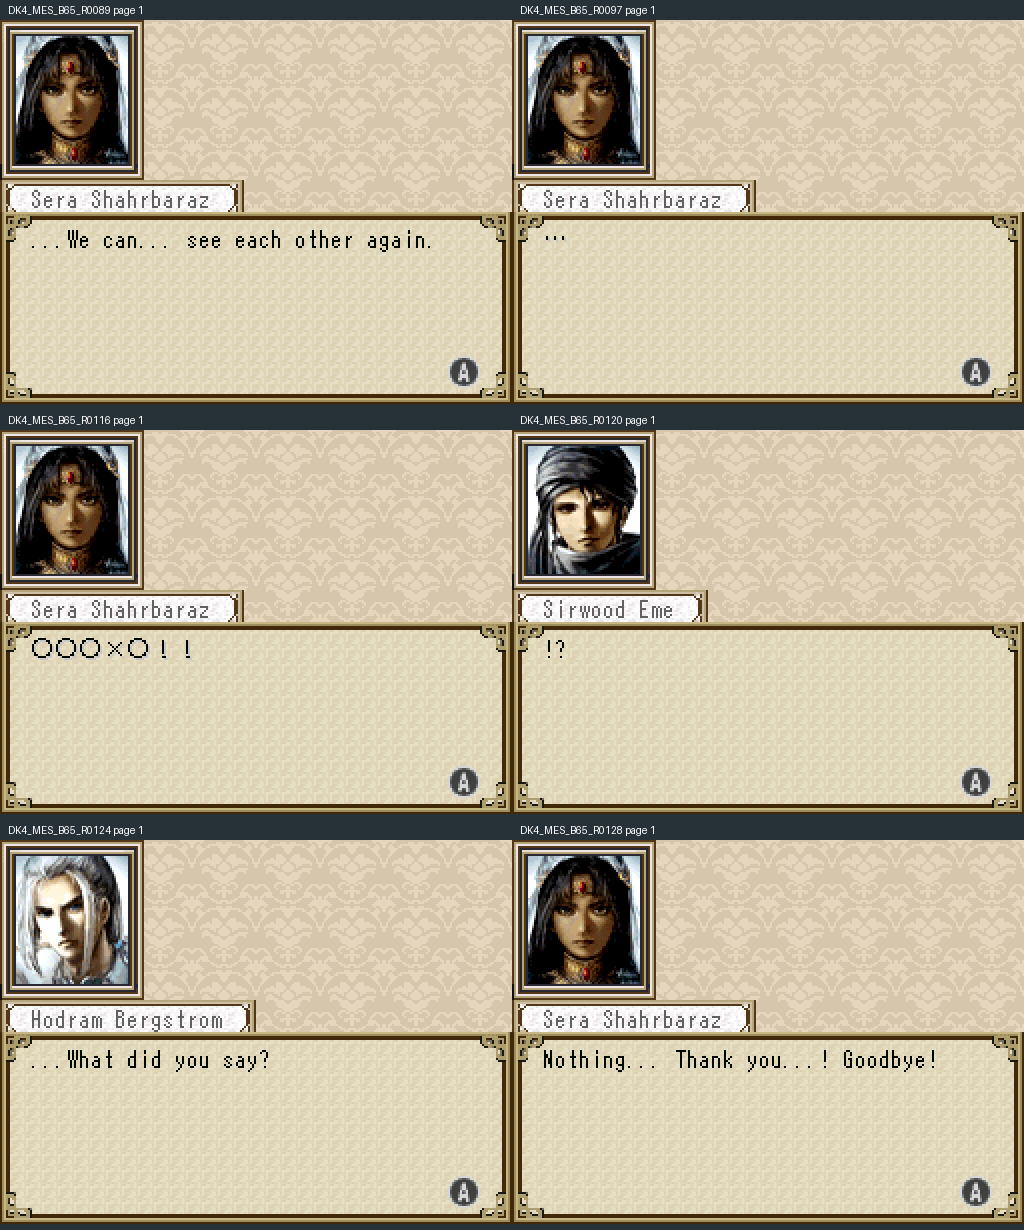 DK4_MES_B65_R0089 page 1
Sera Shahrbaraz
...We can... see each other again.
A
DK4_MES_B65_R0097 page 1
Sera Shahrbaraz
…
A
DK4_MES_B65_R0116 page 1
Sera Shahrbaraz
〇〇〇×〇！！
A
DK4_MES_B65_R0120 page 1
Sirwood Eme
!?
A
DK4_MES_B65_R0124 page 1
Hodram Bergstrom
...What did you say?
A
DK4_MES_B65_R0128 page 1
Sera Shahrbaraz
Nothing... Thank you...! Goodbye!
A